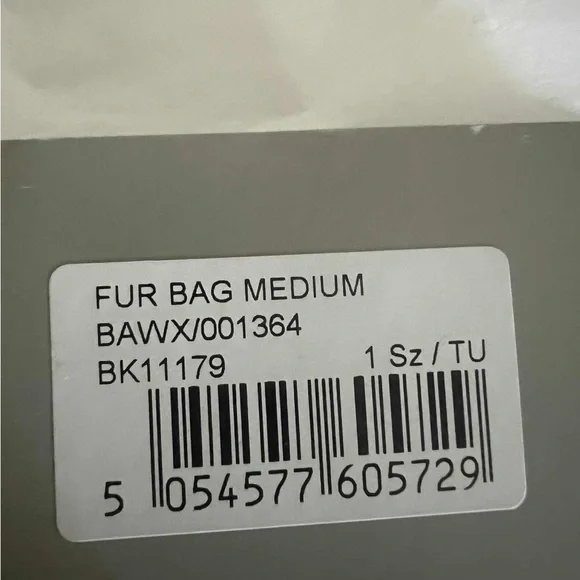 FUR BAG MEDIUM
BAWX/001364
BK11179 1 Sz / TU
5 054577 605729